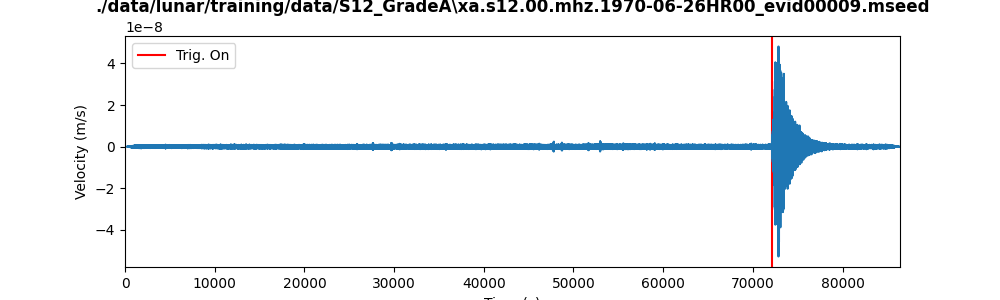 ./data/lunar/training/data/S12_GradeA\xa.s12.00.mhz.1970-06-26HR00_evid00009.mseed
1e−8
Trig. On
4
2
0
−2
−4
Velocity (m/s)
0 10000 20000 30000 40000 50000 60000 70000 80000
Time (s)